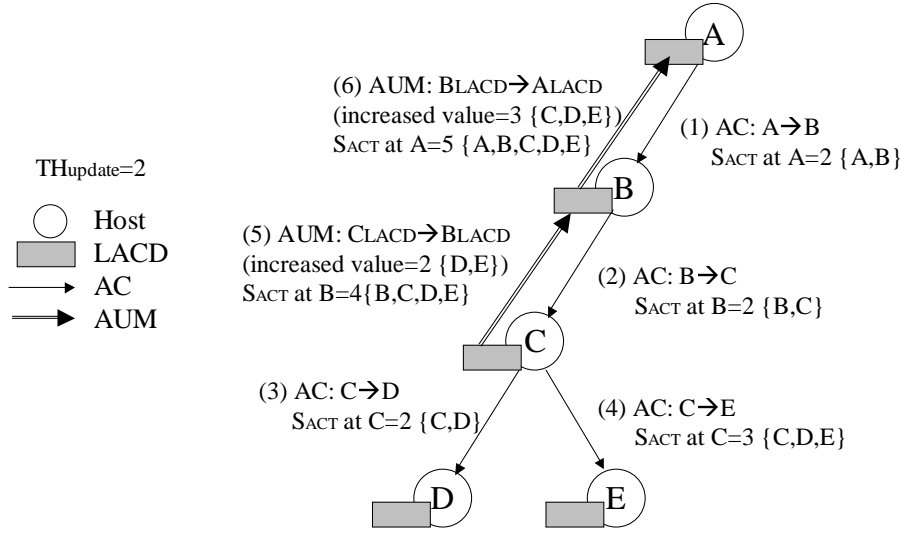 A
(6) AUM: BLACD→ALACD
(increased value=3 {C,D,E})
SACT at A=5 {A,B,C,D,E}
(1) AC: A→B
SACT at A=2 {A,B}
THupdate=2
B
Host
LACD
AC
AUM
(5) AUM: CLACD→BLACD
(increased value=2 {D,E})
SACT at B=4{B,C,D,E}
(2) AC: B→C
SACT at B=2 {B,C}
C
(3) AC: C→D
SACT at C=2 {C,D}
(4) AC: C→E
SACT at C=3 {C,D,E}
D
E